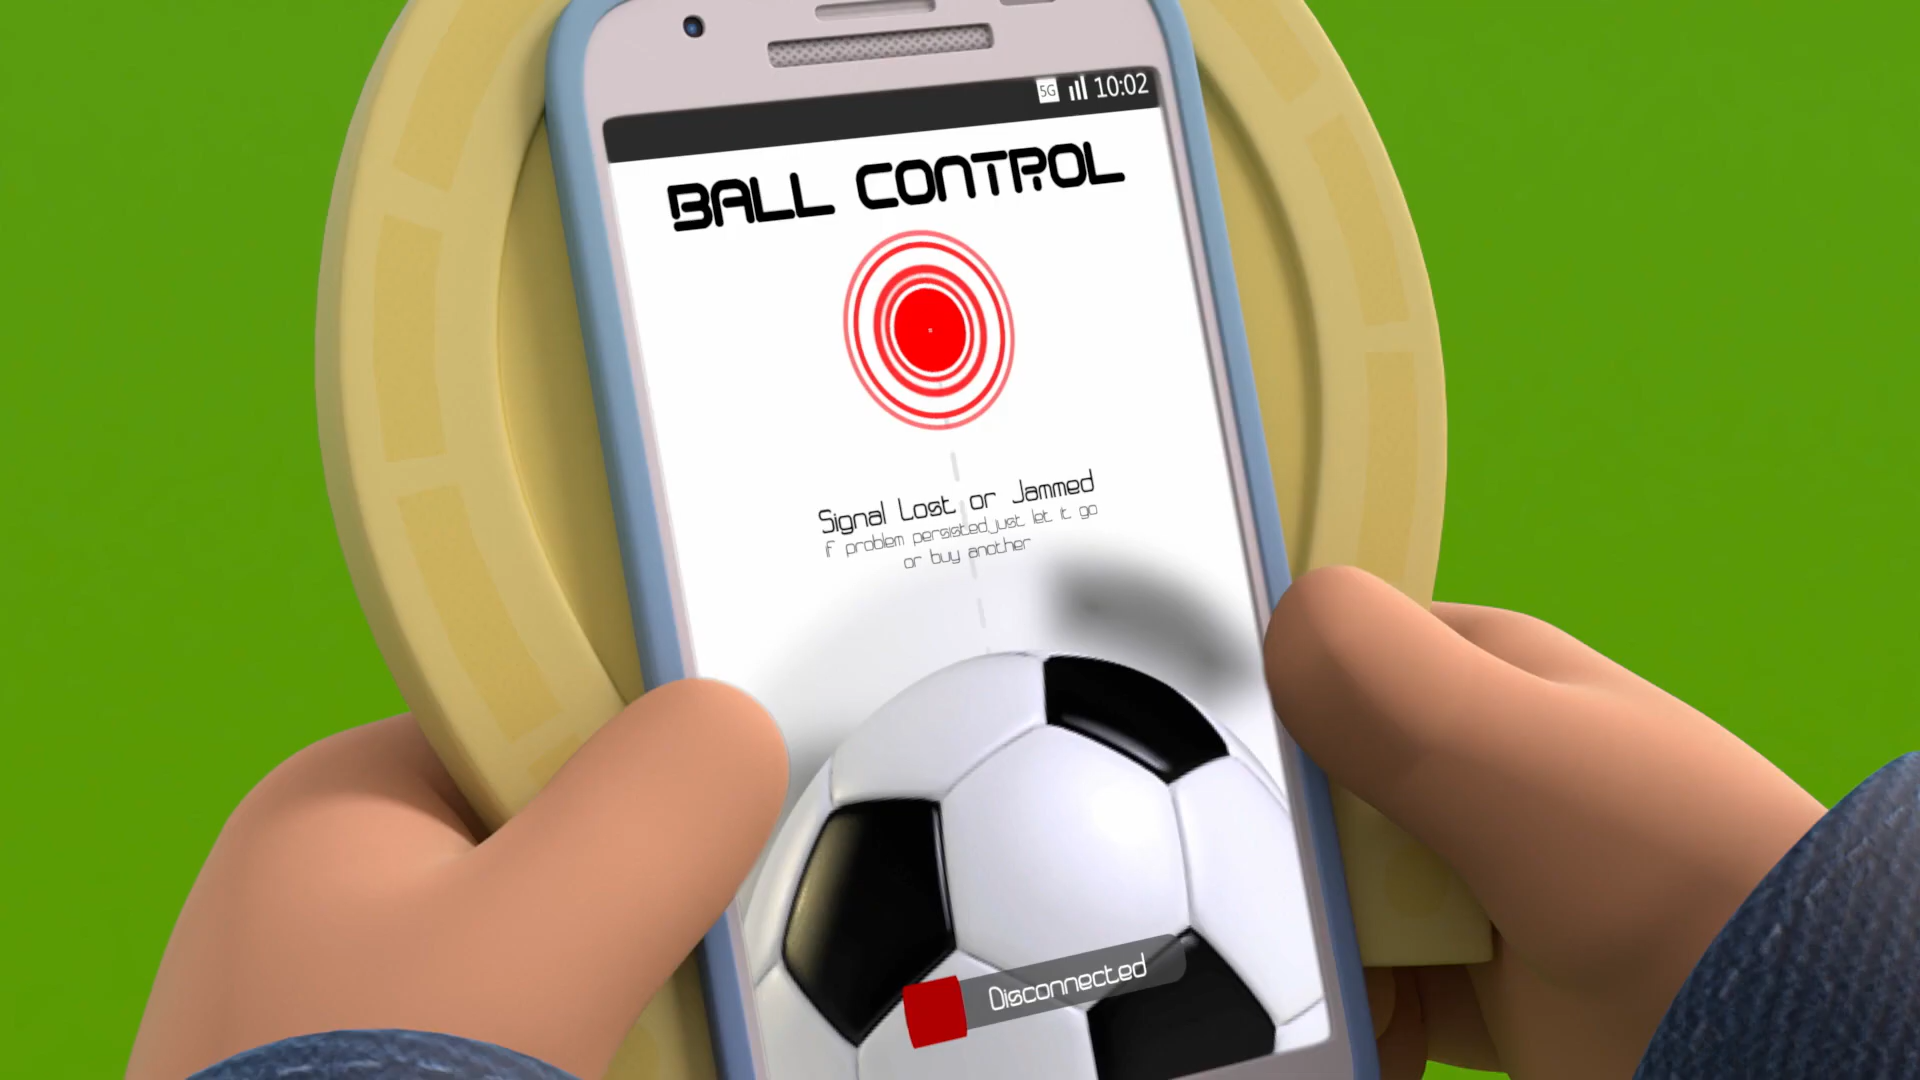 5G 10:02
BALL CONTROL
Signal Lost or Jammed
if problem persisted,just let it go
or buy another
Disconnected